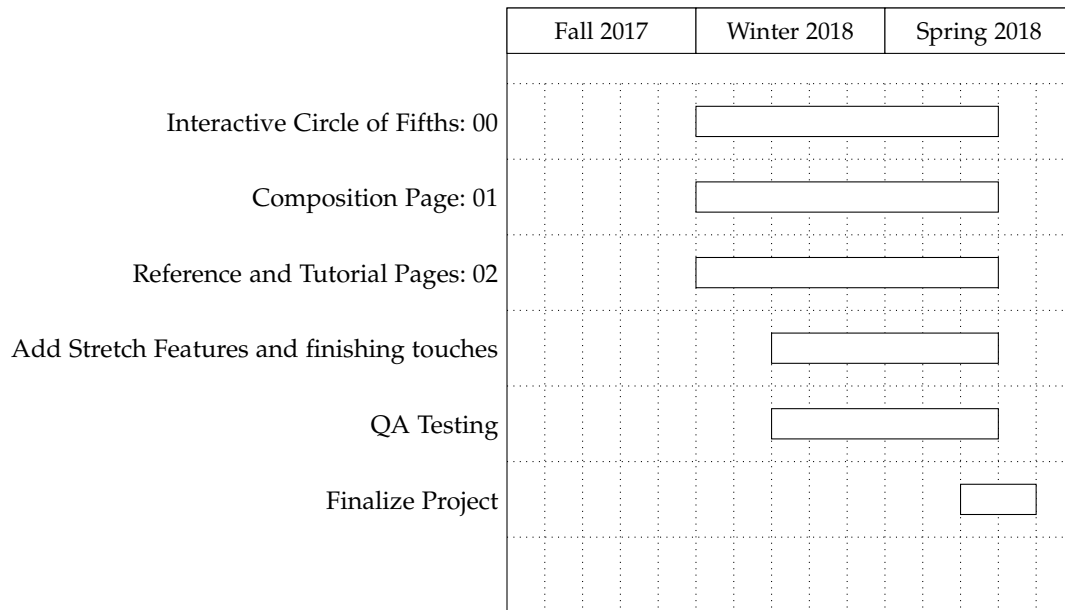 Fall 2017 Winter 2018 Spring 2018
Interactive Circle of Fifths: 00
Composition Page: 01
Reference and Tutorial Pages: 02
Add Stretch Features and finishing touches
QA Testing
Finalize Project